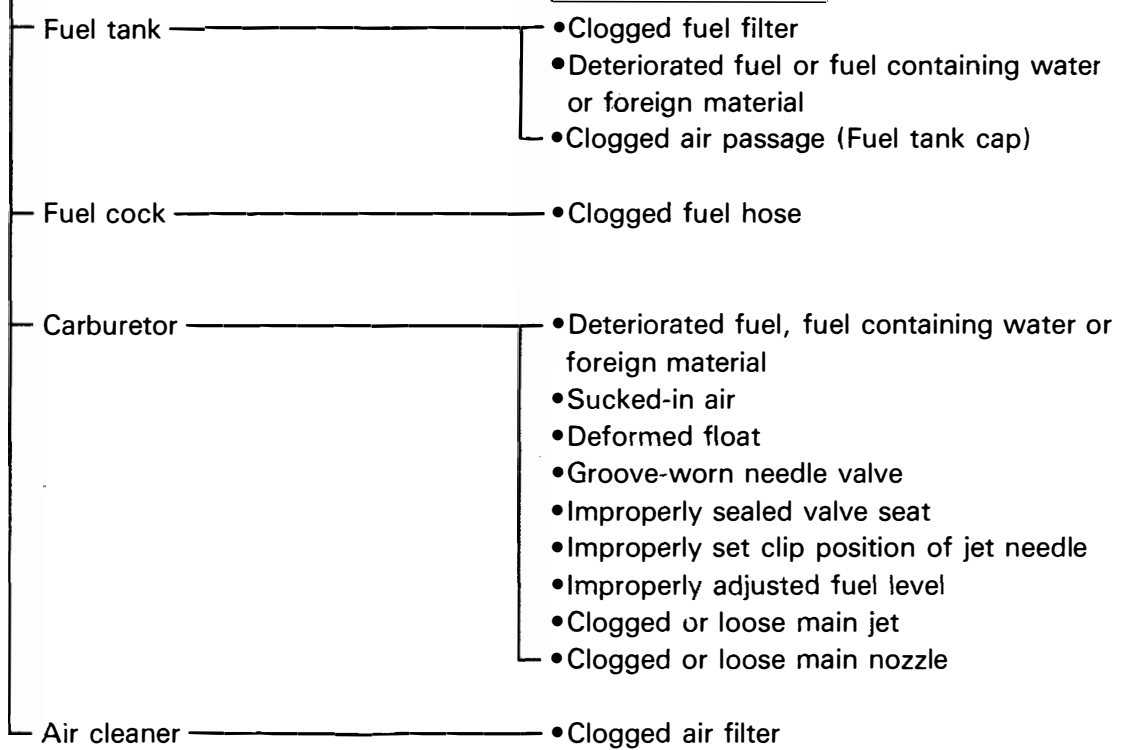 Fuel tank
•Clogged fuel filter
•Deteriorated fuel or fuel containing water
or foreign material
•Clogged air passage (Fuel tank cap)
Fuel cock
•Clogged fuel hose
Carburetor
•Deteriorated fuel, fuel containing water or
foreign material
•Sucked-in air
•Deformed float
•Groove-worn needle valve
•Improperly sealed valve seat
•Improperly set clip position of jet needle
•Improperly adjusted fuel level
•Clogged or loose main jet
•Clogged or loose main nozzle
Air cleaner
•Clogged air filter